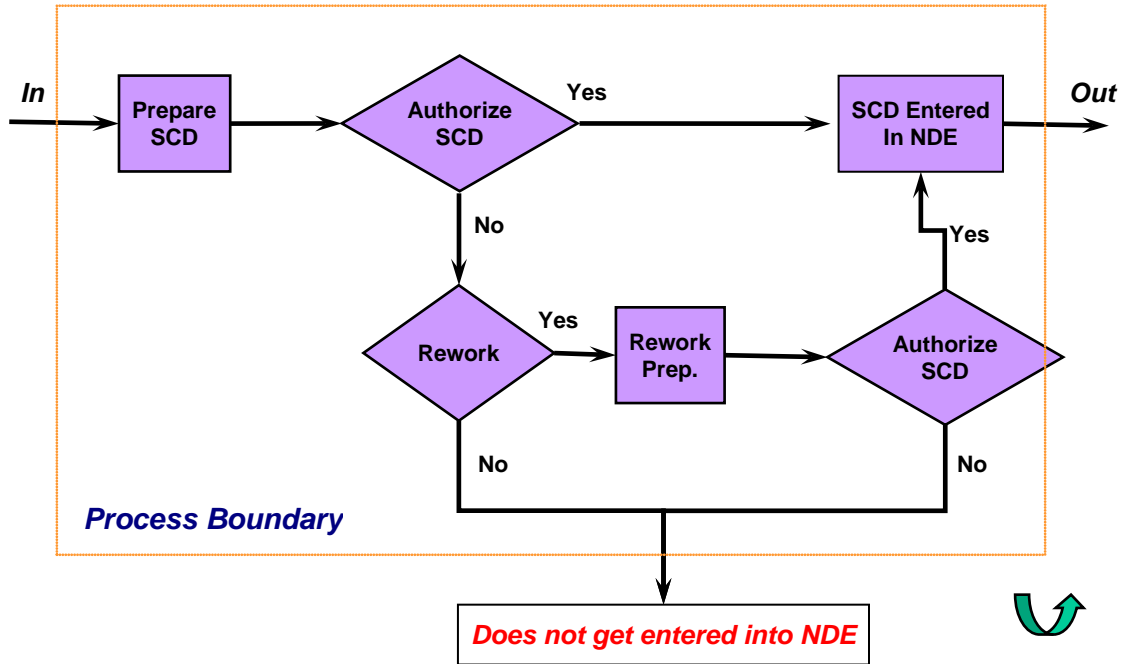 In
Prepare
SCD
Authorize
SCD
Yes
SCD Entered
In NDE
Out
No
Yes
Rework
Yes
Rework
Prep.
Authorize
SCD
No
No
Process Boundary
Does not get entered into NDE